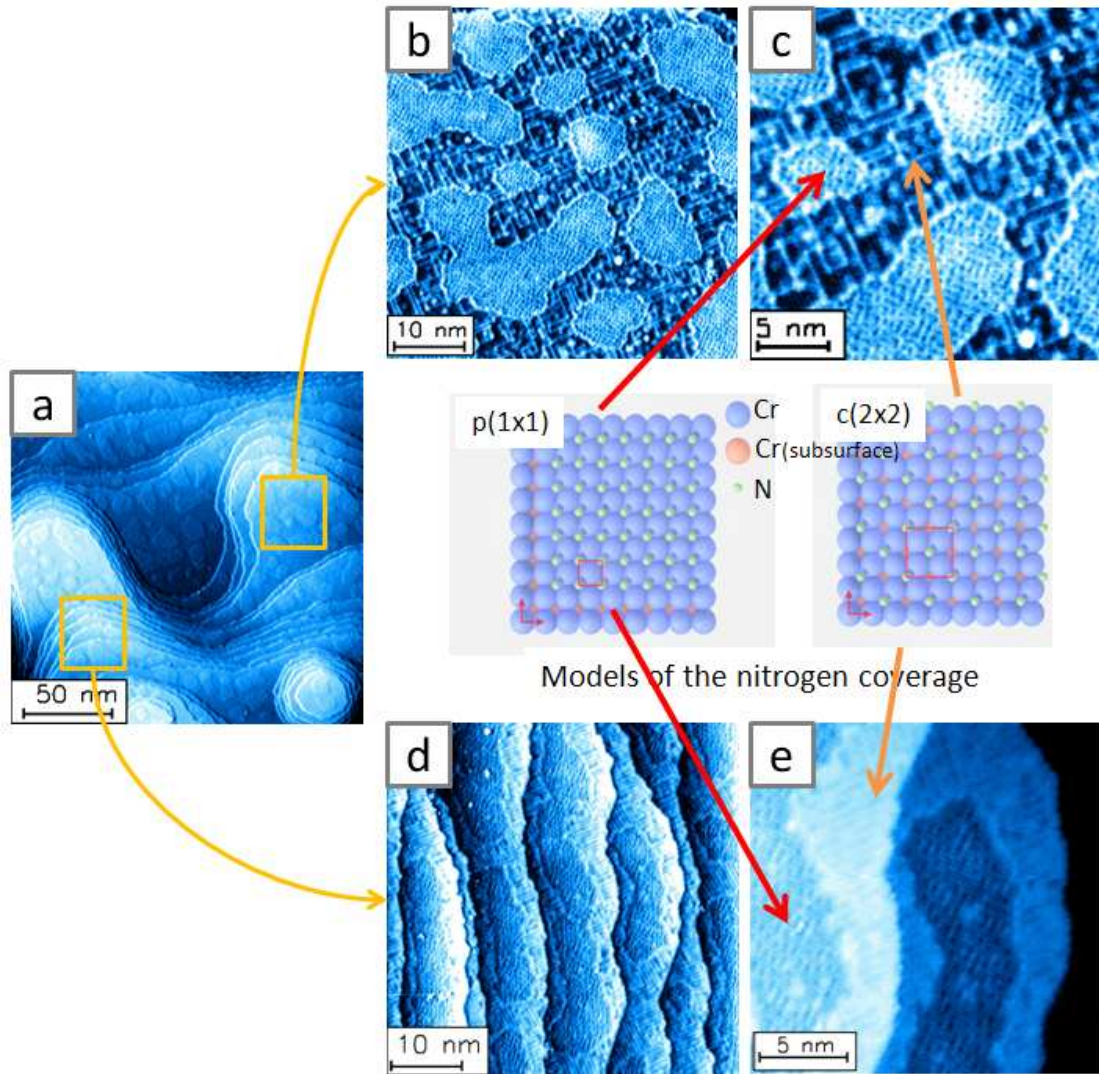 b
c
10 nm
5 nm
a
50 nm
p(1x1)
Cr
Cr(subsurface)
N
c(2x2)
Models of the nitrogen coverage
d
e
10 nm
5 nm